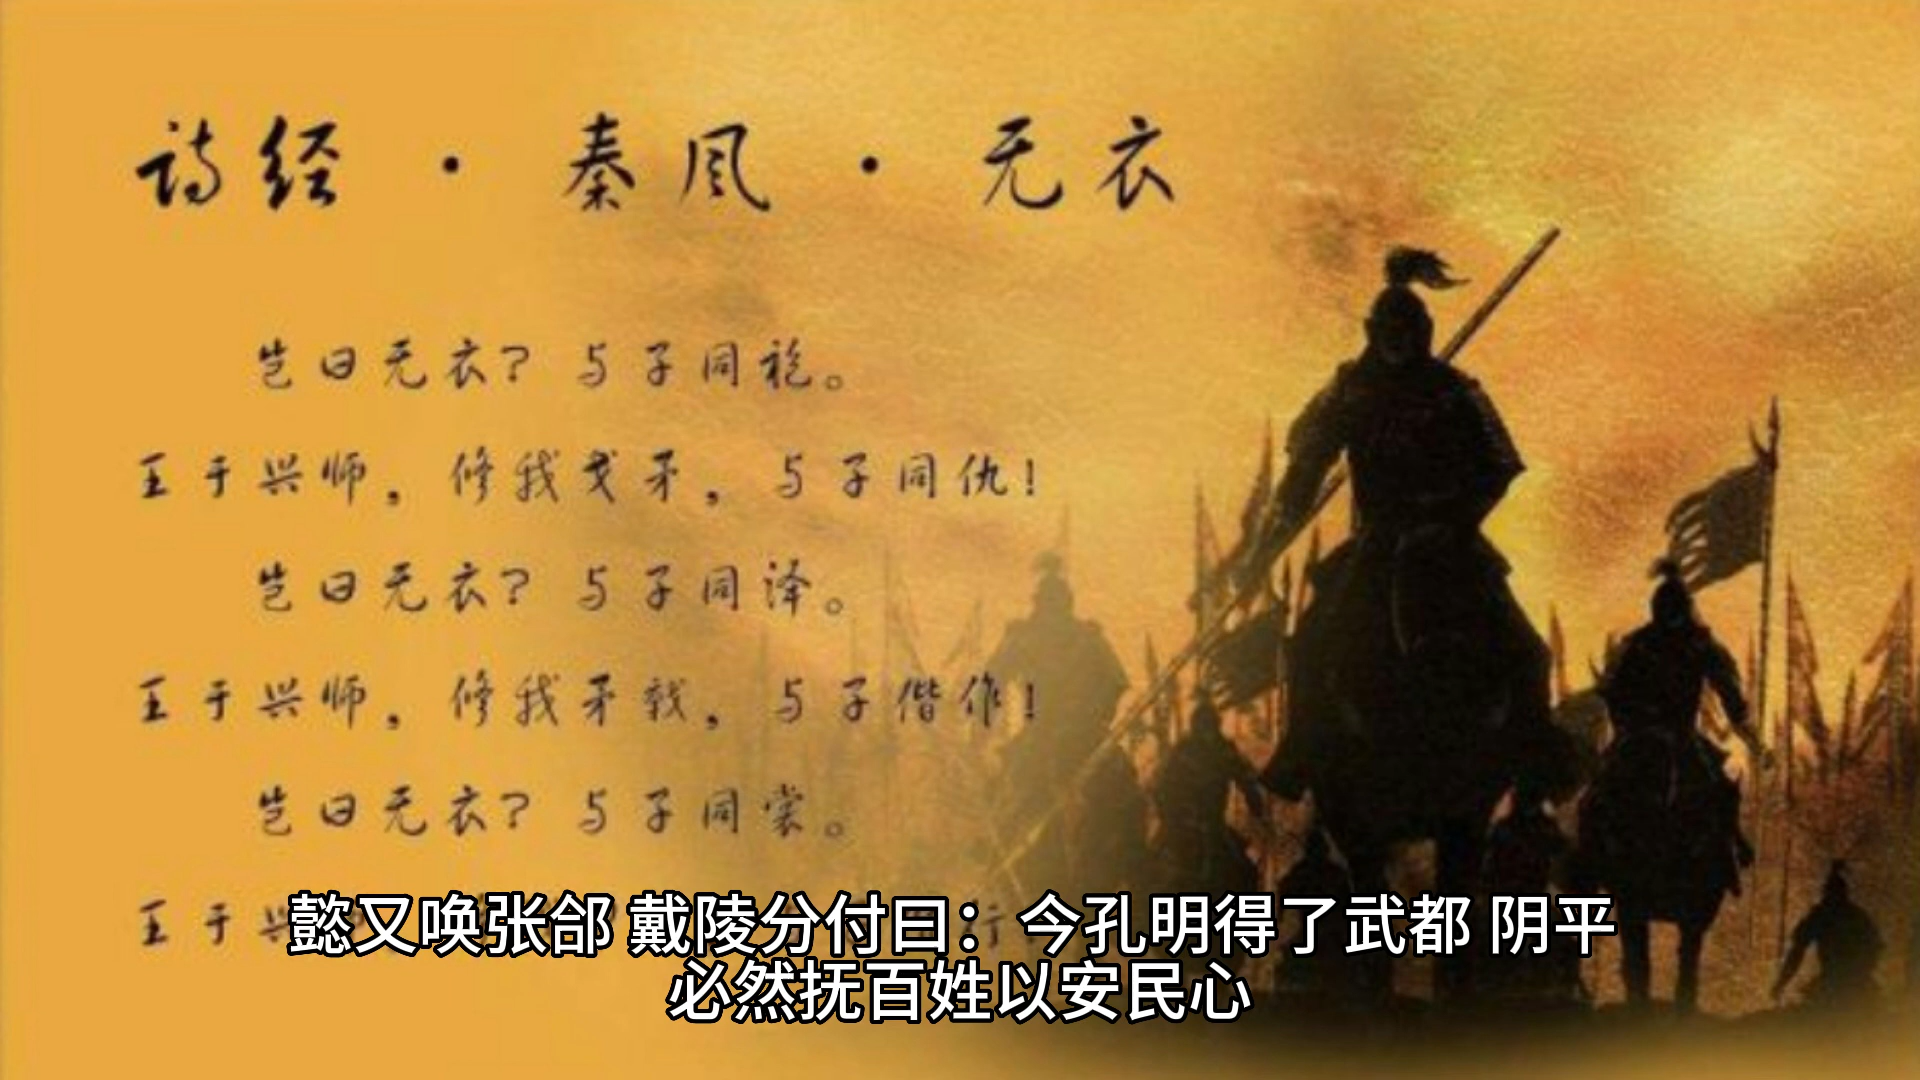 诗经·秦风·无衣
岂曰无衣？与子同袍。
王于兴师，修我戈矛，与子同仇！
岂曰无衣？与子同泽。
王于兴师，修我矛戟，与子偕作！
岂曰无衣？与子同裳。
王于兴
懿又唤张郃 戴陵分付曰：今孔明得了武都 阴平
必然抚百姓以安民心